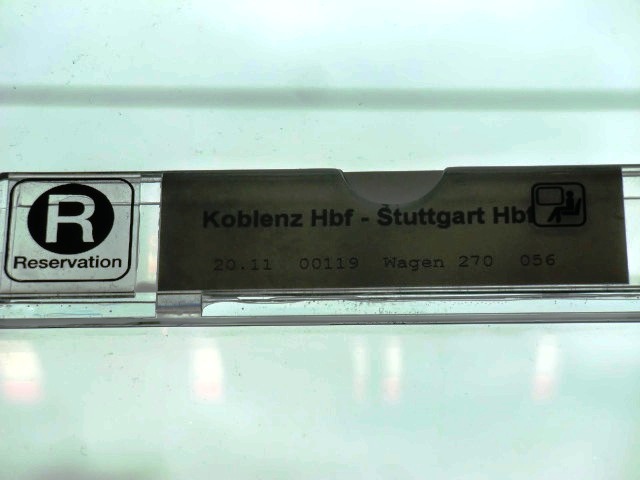 R
Reservation
Koblenz Hbf - Stuttgart Hbf
20.11 00119 Wagen 270 056